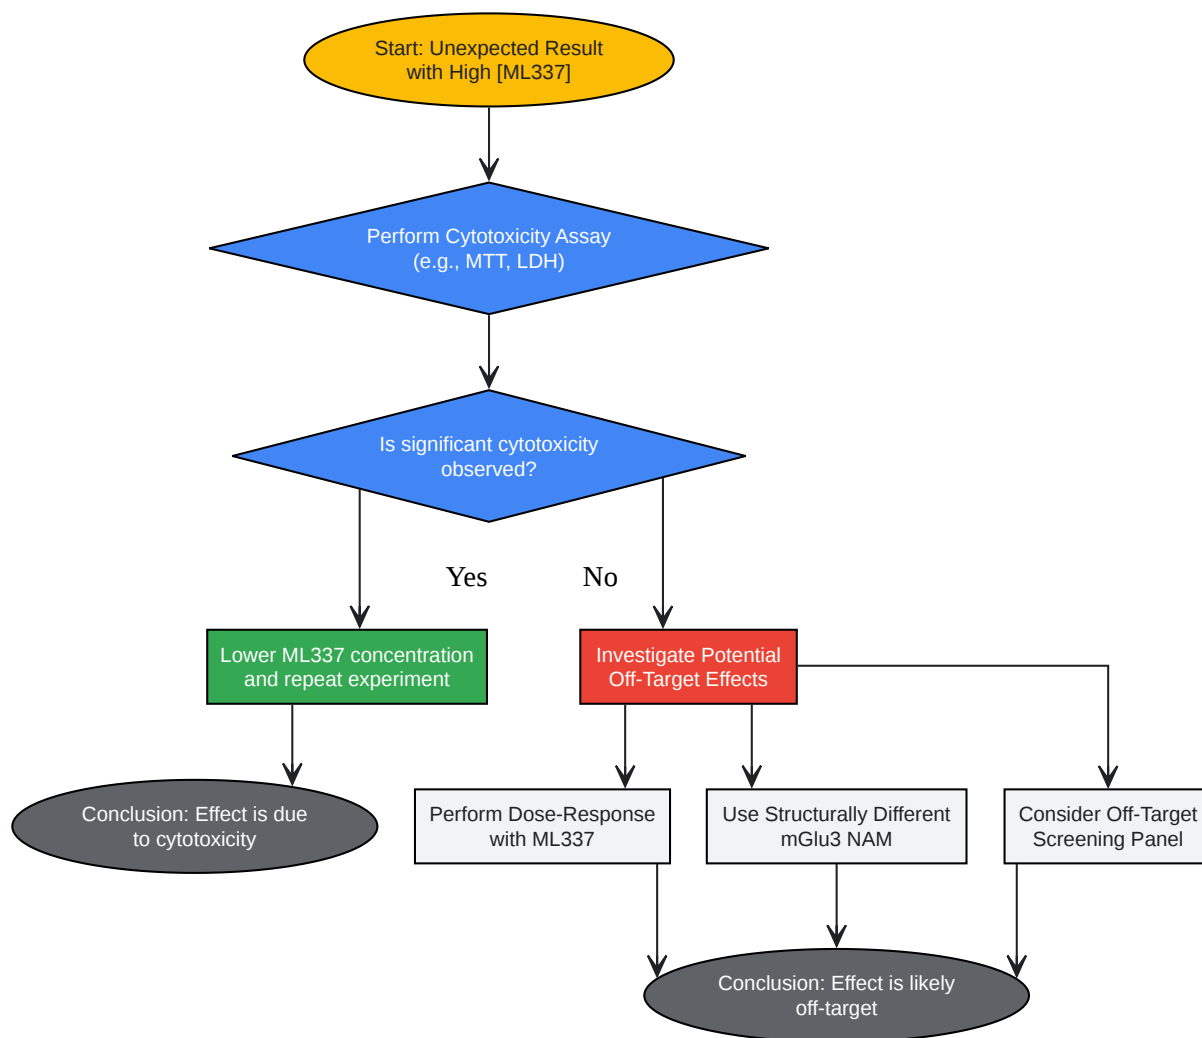 Start: Unexpected Result
with High [ML337]
Perform Cytotoxicity Assay
(e.g., MTT, LDH)
Is significant cytotoxicity
observed?
Yes
No
Lower ML337 concentration
and repeat experiment
Investigate Potential
Off-Target Effects
Conclusion: Effect is due
to cytotoxicity
Perform Dose-Response
with ML337
Use Structurally Different
mGlu3 NAM
Consider Off-Target
Screening Panel
Conclusion: Effect is likely
off-target